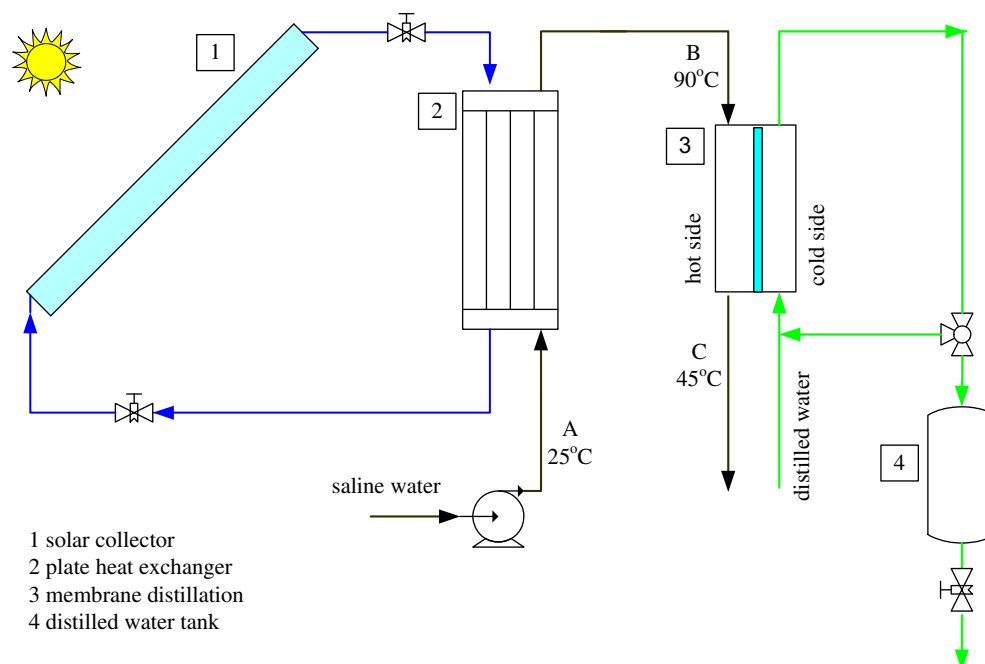 1
2
B
90°C
3
hot side
cold side
C
45°C
A
25°C
saline water
distilled water
4
1 solar collector
2 plate heat exchanger
3 membrane distillation
4 distilled water tank